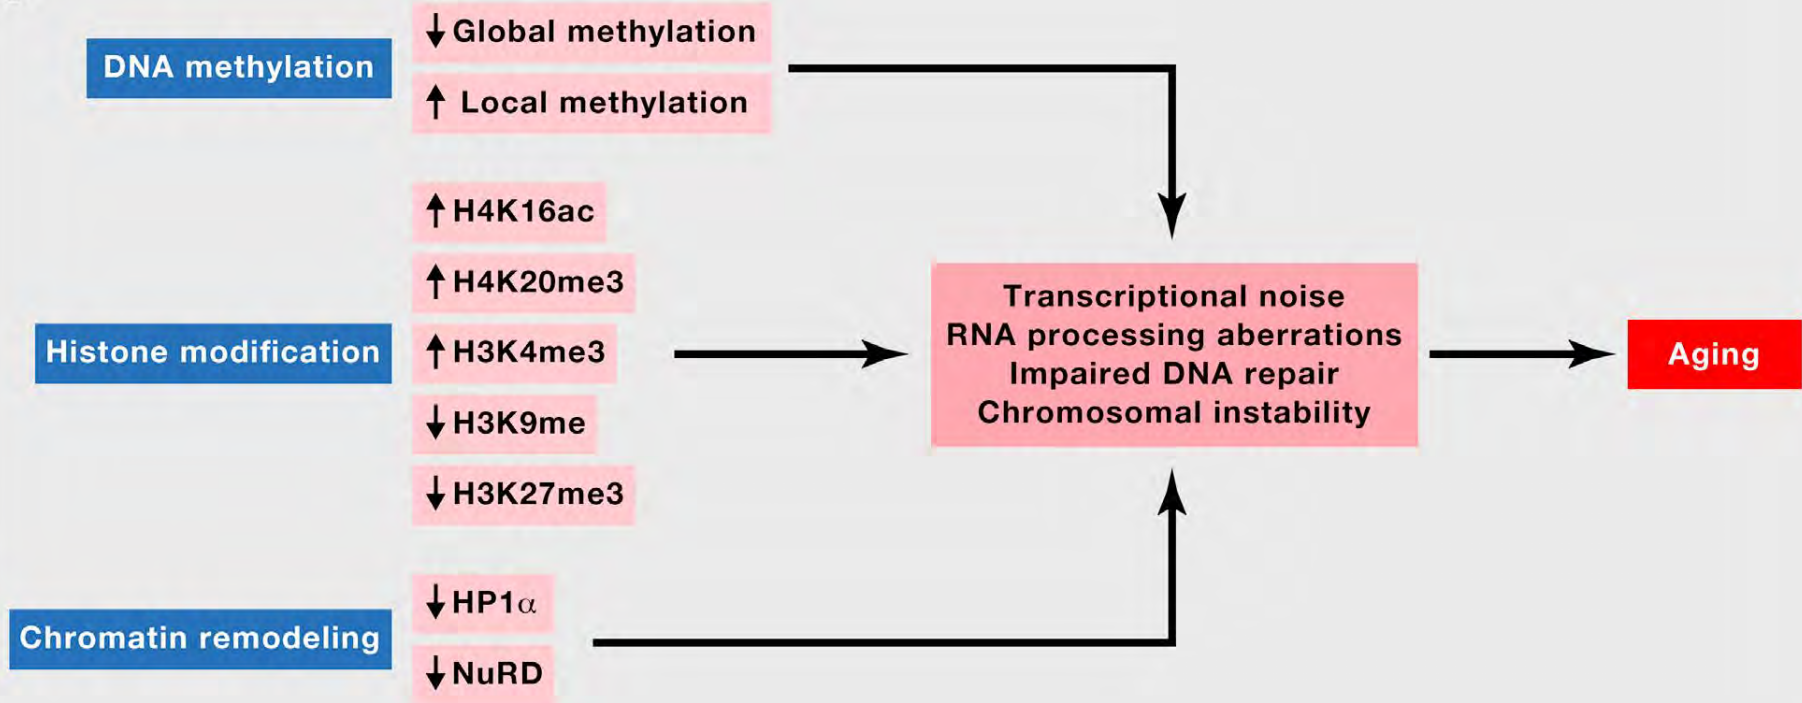 DNA methylation
↓ Global methylation
↑ Local methylation
Histone modification
↑ H4K16ac
↑ H4K20me3
↑ H3K4me3
↓ H3K9me
↓ H3K27me3
Chromatin remodeling
↓ HP1α
↓ NuRD
Transcriptional noise
RNA processing aberrations
Impaired DNA repair
Chromosomal instability
Aging